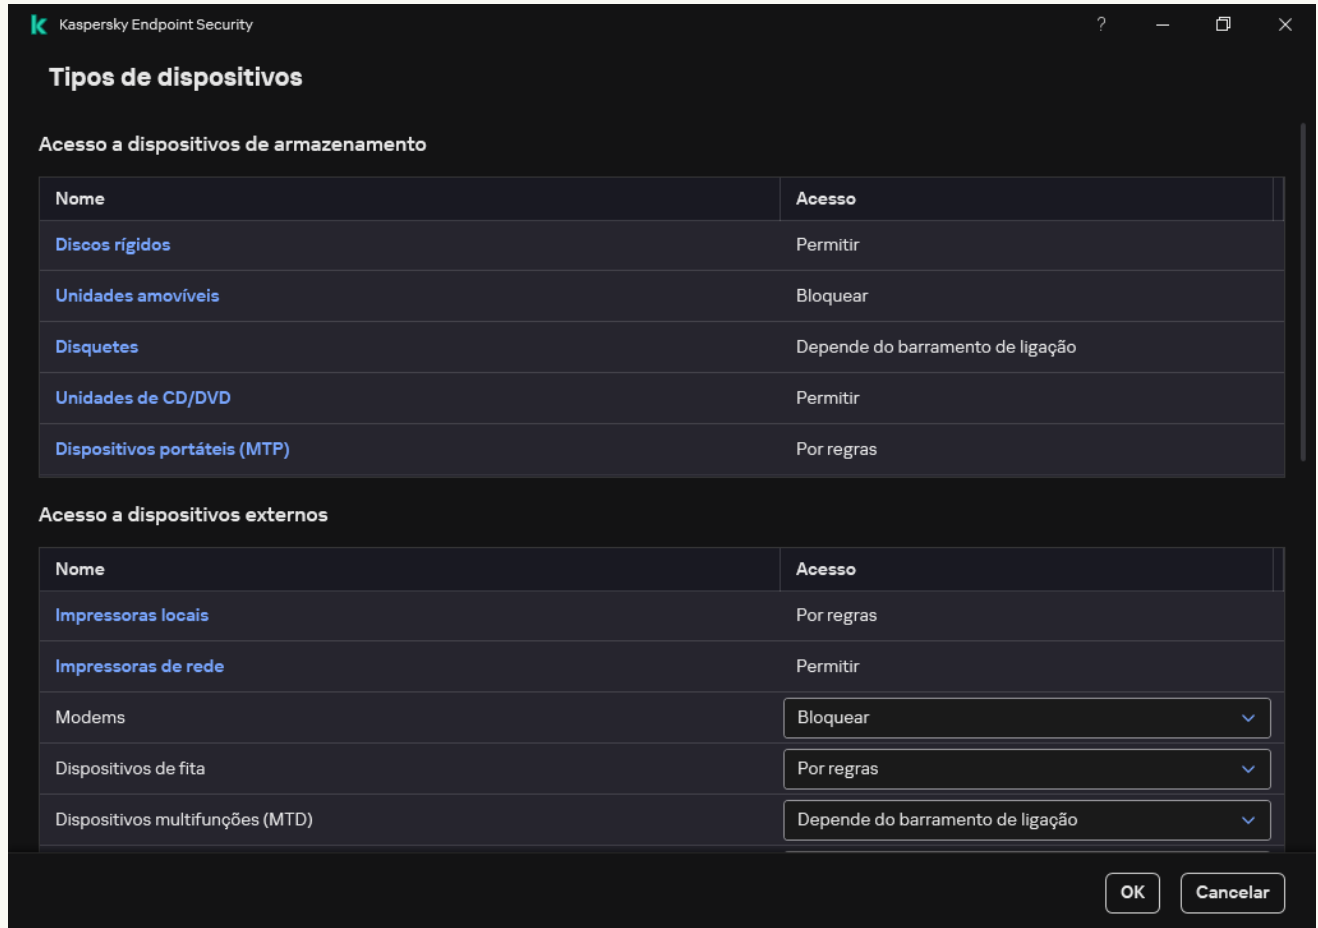 Kaspersky Endpoint Security
?
Tipos de dispositivos
Acesso a dispositivos de armazenamento
Nome Acesso
Discos rígidos Permitir
Unidades amovíveis Bloquear
Disquetes Depende do barramento de ligação
Unidades de CD/DVD Permitir
Dispositivos portáteis (MTP) Por regras
Acesso a dispositivos externos
Nome Acesso
Impressoras locais Por regras
Impressoras de rede Permitir
Modems Bloquear
Dispositivos de fita Por regras
Dispositivos multifunções (MTD) Depende do barramento de ligação
OK Cancelar